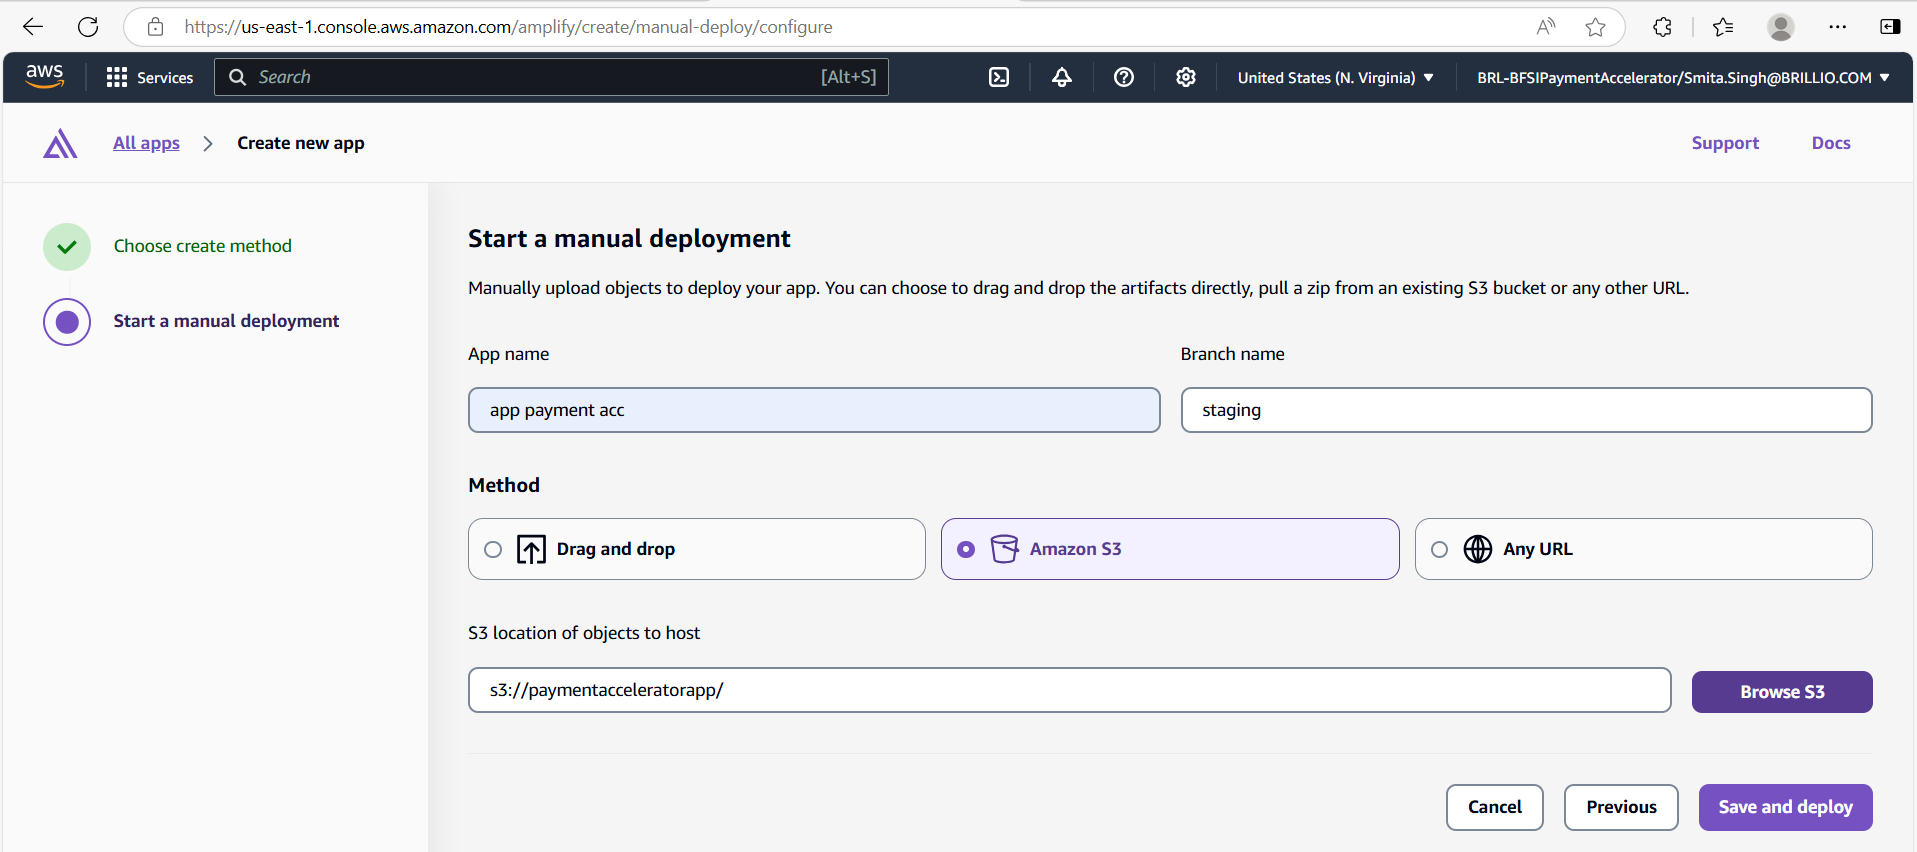 https://us-east-1.console.aws.amazon.com/amplify/create/manual-deploy/configure
aws Services Search [Alt+S] United States (N. Virginia) BRL-BFSIPaymentAccelerator/Smita.Singh@BRILLIO.COM
All apps Create new app Support Docs
Choose create method
Start a manual deployment
Start a manual deployment
Manually upload objects to deploy your app. You can choose to drag and drop the artifacts directly, pull a zip from an existing S3 bucket or any other URL.
App name Branch name
app payment acc staging
Method
Drag and drop Amazon S3 Any URL
S3 location of objects to host
s3://paymentacceleratorapp/ Browse S3
Cancel Previous Save and deploy